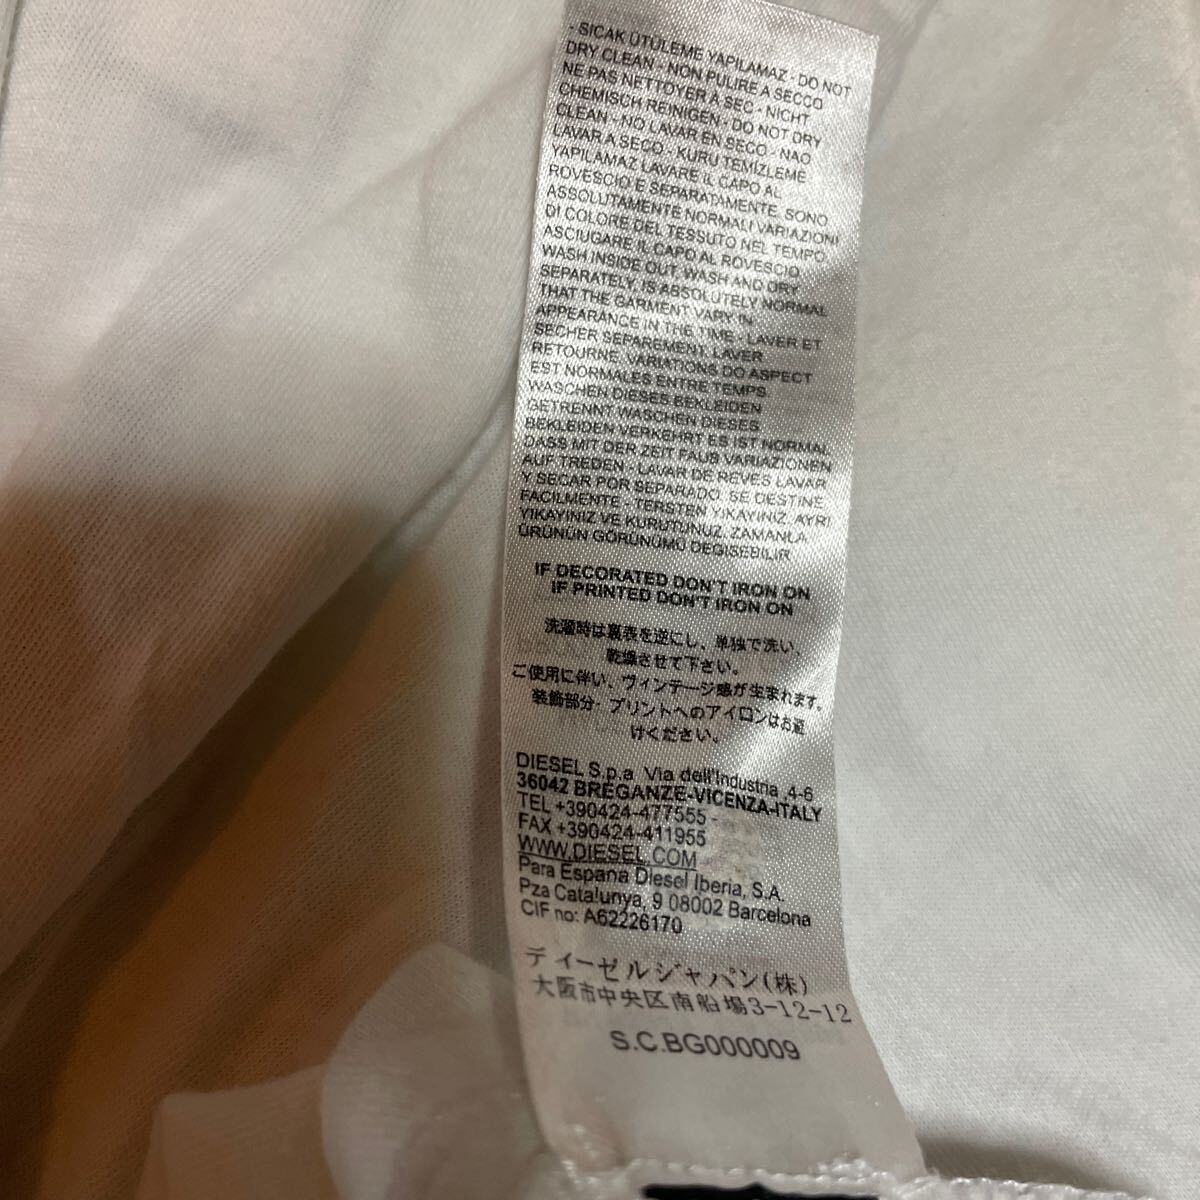 - SICAK ÜTÜLEME YAPILAMAZ - DO NOT
DRY CLEAN - NON PULIRE A SECCO
NE PAS NETTOYER A SEC - NICHT
CHEMISCH REINIGEN - DO NOT DRY
CLEAN - NO LAVAR EN SECO - NAO
LAVAR A SECO - KURU TEMİZLEME
YAPILAMAZ LAVARE IL CAPO AL
ROVESCIO E SEPARATAMENTE. SONO
ASSOLUTAMENTE NORMALI VARIAZIONI
DI COLORE DEL TESSUTO NEL TEMPO
ASCIUGARE IL CAPO AL ROVESCIO
WASH INSIDE OUT, WASH AND DRY
SEPARATELY, IS ABSOLUTELY NORMAL
THAT THE GARMENT VARY IN
APPEARANCE IN THE TIME - LAVER ET
SECHER SEPAREMENT, LAVER
RETOURNE, VARIATIONS DO ASPECT
EST NORMALES ENTRE TEMPS
WASCHEN DIESES BEKLEIDEN
GETRENNT WASCHEN DIESES
BEKLEIDEN VERKEHRT ES IST NORMAL
DASS MIT DER ZEIT FAUB VARIAZIONEN
AUF TREDEN - LAVAR DE REVES LAVAR
Y SECAR POR SEPARADO, SE DESTINE
FACILMENTE - TERSTEN YIKAYINIZ, AYRI
YIKAYINIZ VE KURUTUNUZ, ZAMANLA
ÜRÜNÜN GÖRÜNÜMÜ DEGISEBILIR
IF DECORATED DON'T IRON ON
IF PRINTED DON'T IRON ON
洗濯時は裏表を逆にし、単独で洗い、
乾燥させて下さい。
ご使用に伴い、ヴィンテージ感が生まれます。
装飾部分・プリントへのアイロンはお避
けください。
DIESEL S.p.a Via dell'Industria ,4-6
36042 BREGANZE-VICENZA-ITALY
TEL +390424-477555 -
FAX +390424-411955
WWW.DIESEL.COM
Para Espana Diesel Iberia, S.A.
Pza Catalunya, 9 08002 Barcelona
CIF no: A62226170
ディーゼルジャパン(株)
大阪市中央区南船場3-12-12
S.C.BG000009